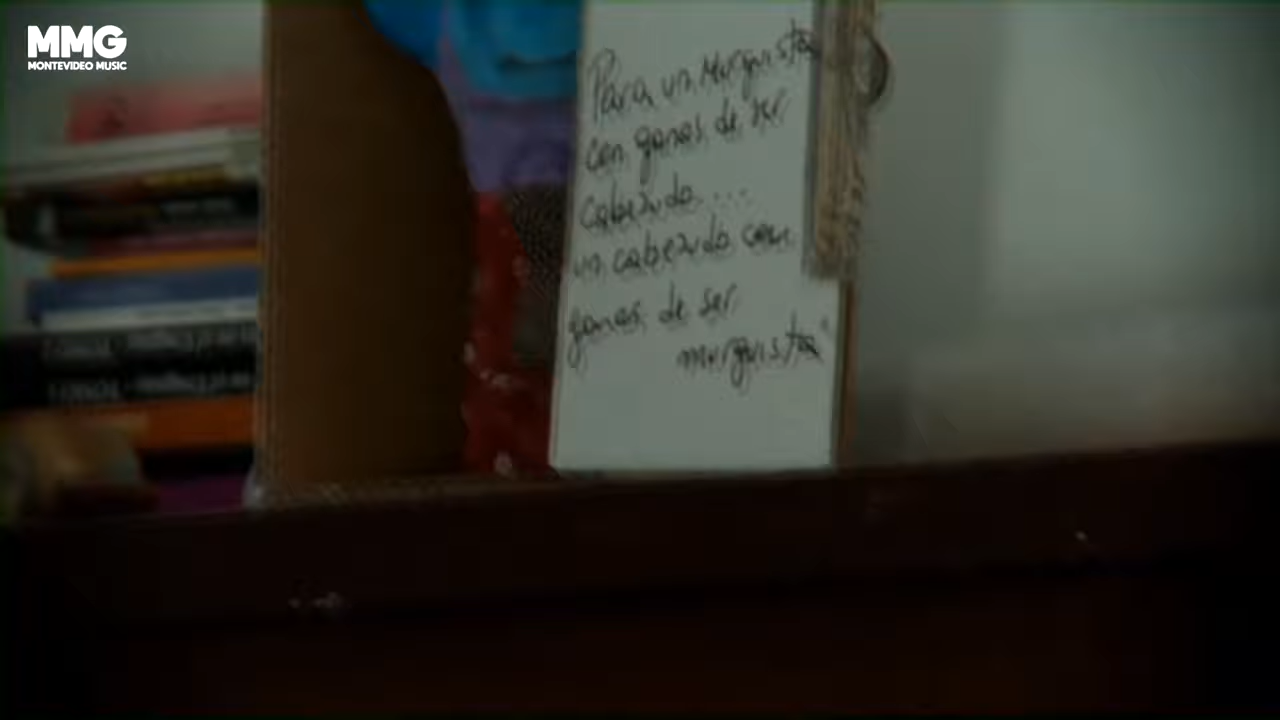 MMG
MONTEVIDEO MUSIC
Para un Murguista
con ganas de ser
cabezudo...
un cabezudo con
ganas de ser
murguista"